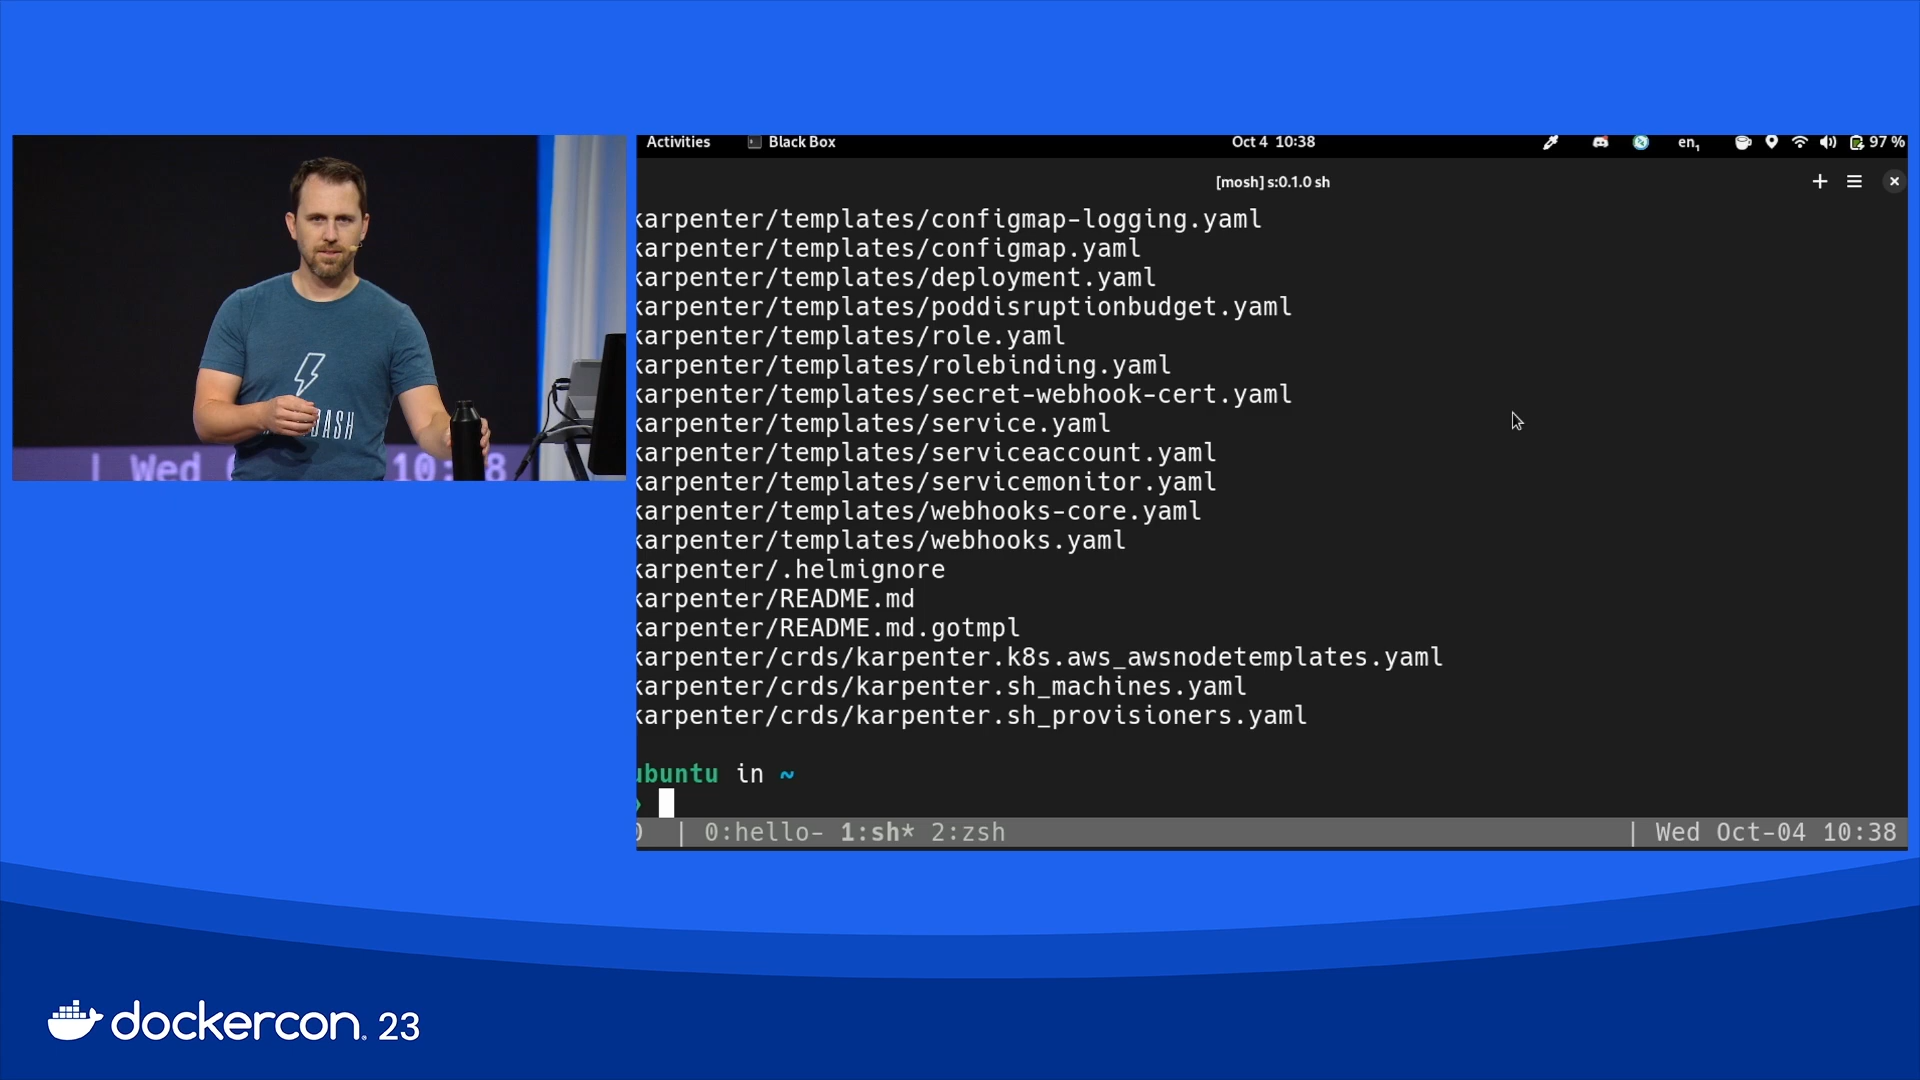 Activities Black Box Oct 4 10:38 en₁ 97 %
[mosh] s:0.1.0 sh
karpenter/templates/configmap-logging.yaml
karpenter/templates/configmap.yaml
karpenter/templates/deployment.yaml
karpenter/templates/poddisruptionbudget.yaml
karpenter/templates/role.yaml
karpenter/templates/rolebinding.yaml
karpenter/templates/secret-webhook-cert.yaml
karpenter/templates/service.yaml
karpenter/templates/serviceaccount.yaml
karpenter/templates/servicemonitor.yaml
karpenter/templates/webhooks-core.yaml
karpenter/templates/webhooks.yaml
karpenter/.helmignore
karpenter/README.md
karpenter/README.md.gotmpl
karpenter/crds/karpenter.k8s.aws_awsnodetemplates.yaml
karpenter/crds/karpenter.sh_machines.yaml
karpenter/crds/karpenter.sh_provisioners.yaml
ubuntu in ~
| 0:hello- 1:sh* 2:zsh | Wed Oct-04 10:38
| Wed
dockercon. 23